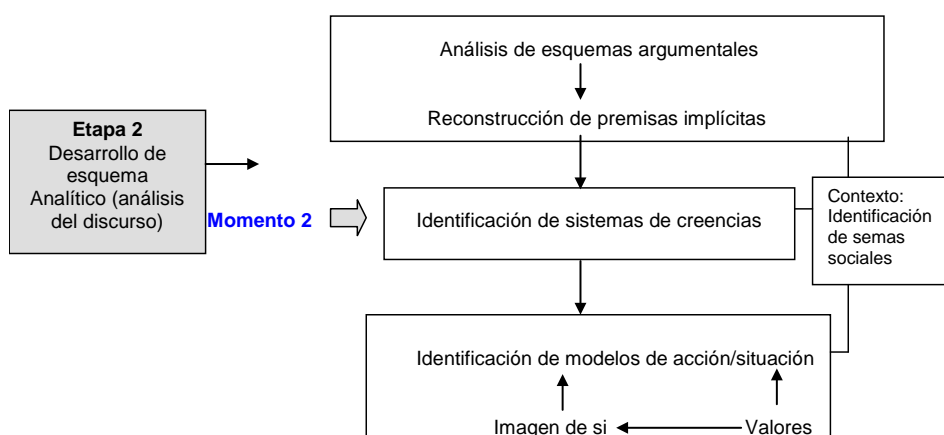 Análisis de esquemas argumentales
Reconstrucción de premisas implícitas
Etapa 2
Desarrollo de
esquema
Analítico (análisis
del discurso)
Momento 2
Identificación de sistemas de creencias
Contexto:
Identificación
de semas
sociales
Identificación de modelos de acción/situación
Imagen de si
Valores